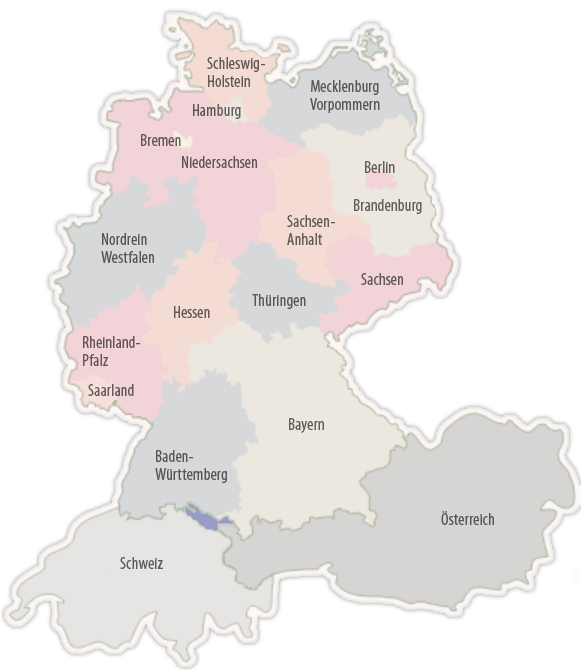 Schleswig-
Holstein
Mecklenburg
Vorpommern
Hamburg
Bremen
Niedersachsen
Berlin
Brandenburg
Sachsen-
Anhalt
Nordrein
Westfalen
Sachsen
Thüringen
Hessen
Rheinland-
Pfalz
Saarland
Bayern
Baden-
Württemberg
Österreich
Schweiz